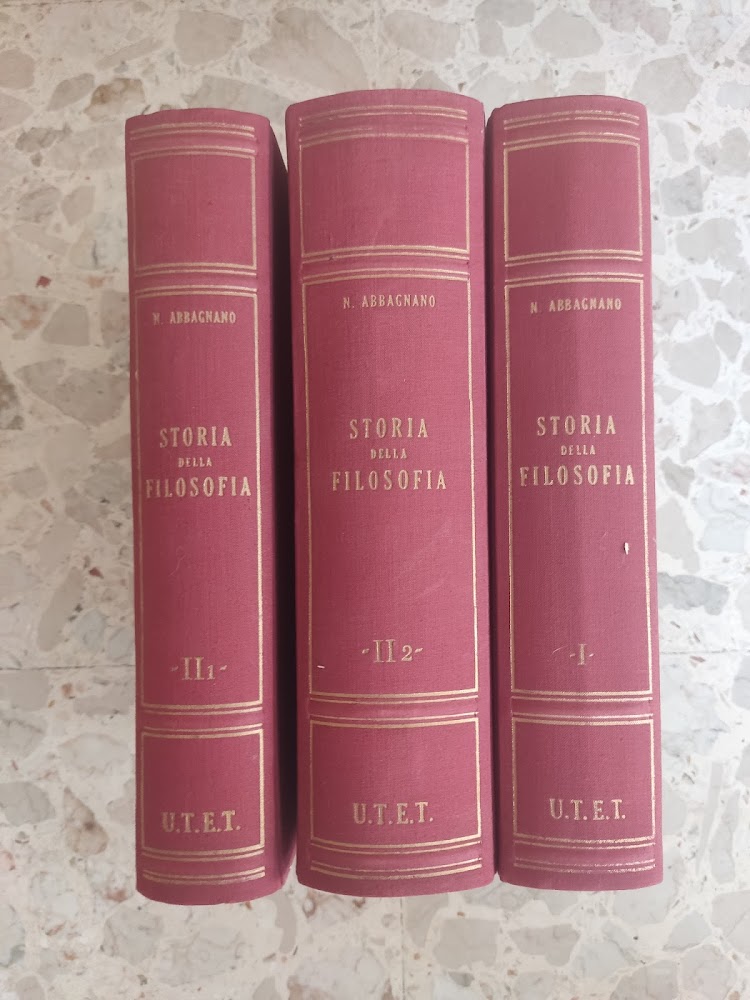 N. ABBAGNANO
STORIA
DELLA
FILOSOFIA
-II1-
U.T.E.T.
N. ABBAGNANO
STORIA
DELLA
FILOSOFIA
-II2-
U.T.E.T.
N. ABBAGNANO
STORIA
DELLA
FILOSOFIA
-I-
U.T.E.T.